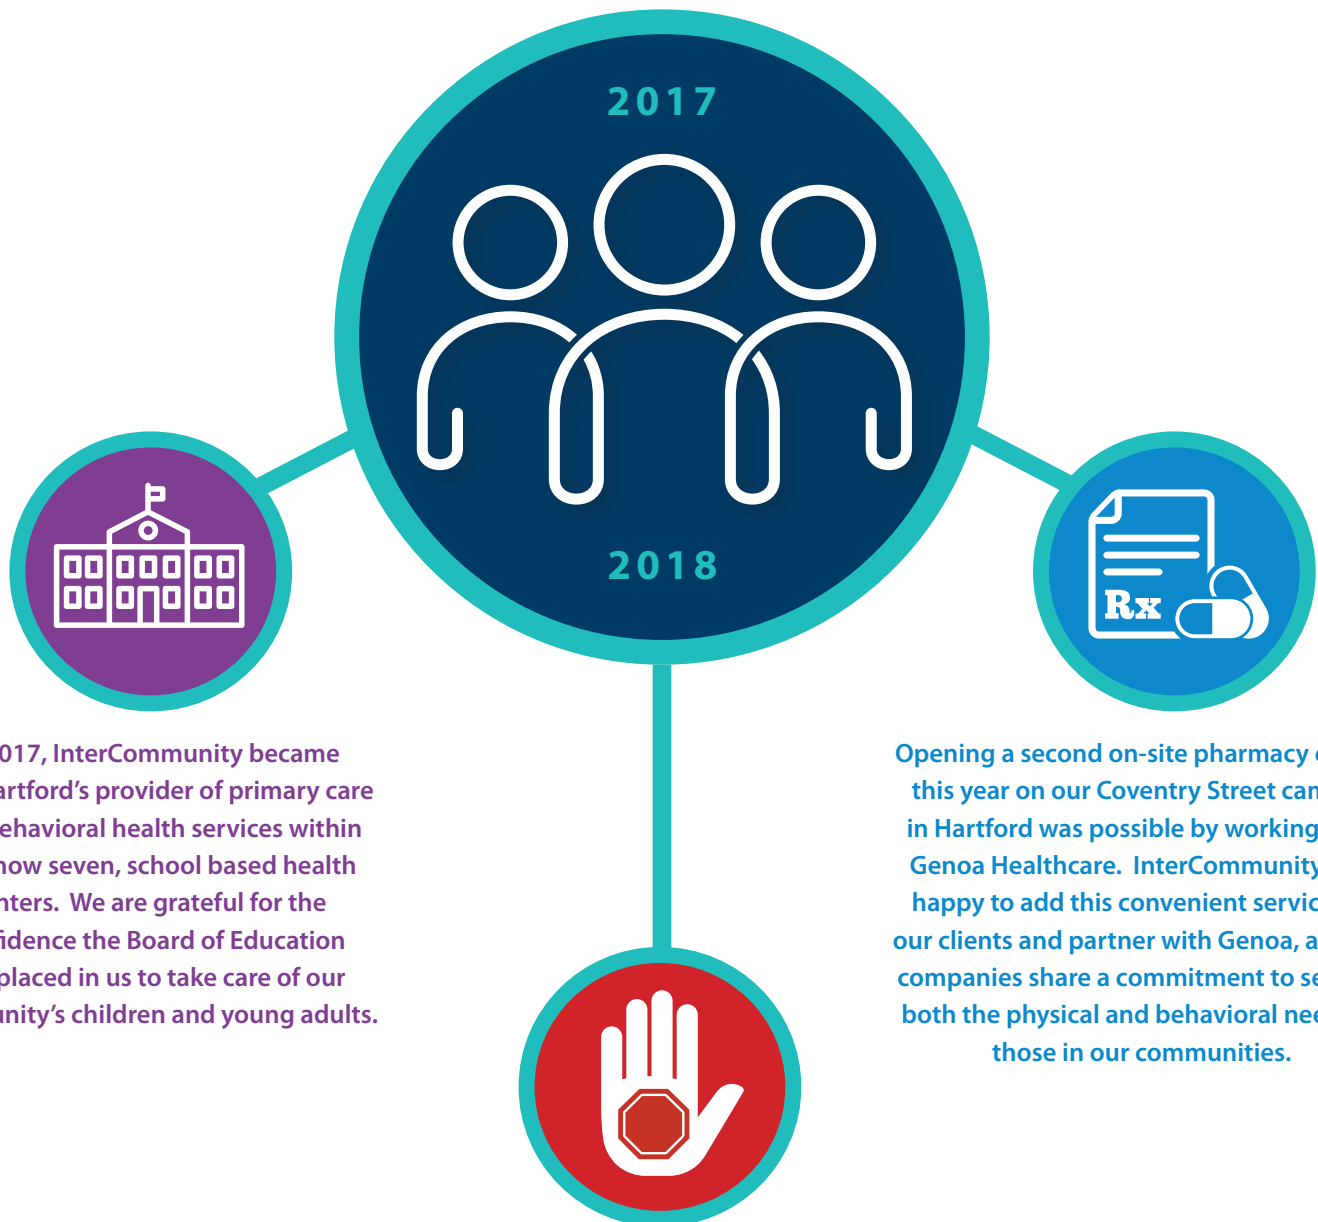 2017
2018
Rx
017, InterCommunity became
artford’s provider of primary care
ehavioral health services within
now seven, school based health
nters.  We are grateful for the
fidence the Board of Education
placed in us to take care of our
unity’s children and young adults.
Opening a second on-site pharmacy
this year on our Coventry Street cam
in Hartford was possible by working
Genoa Healthcare.  InterCommunity
happy to add this convenient servic
our clients and partner with Genoa, a
companies share a commitment to se
both the physical and behavioral nee
those in our communities.